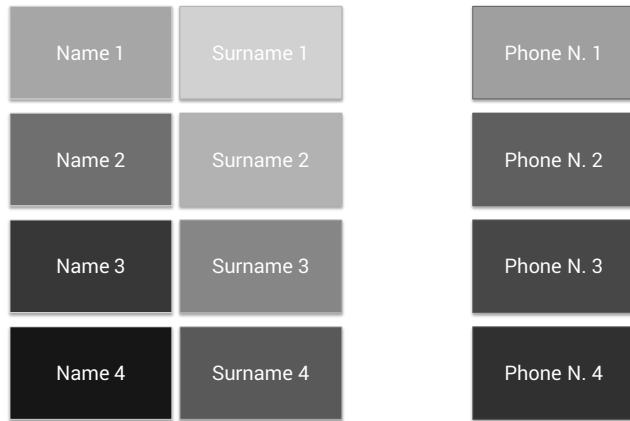 Name 1 Surname 1 Phone N. 1
Name 2 Surname 2 Phone N. 2
Name 3 Surname 3 Phone N. 3
Name 4 Surname 4 Phone N. 4